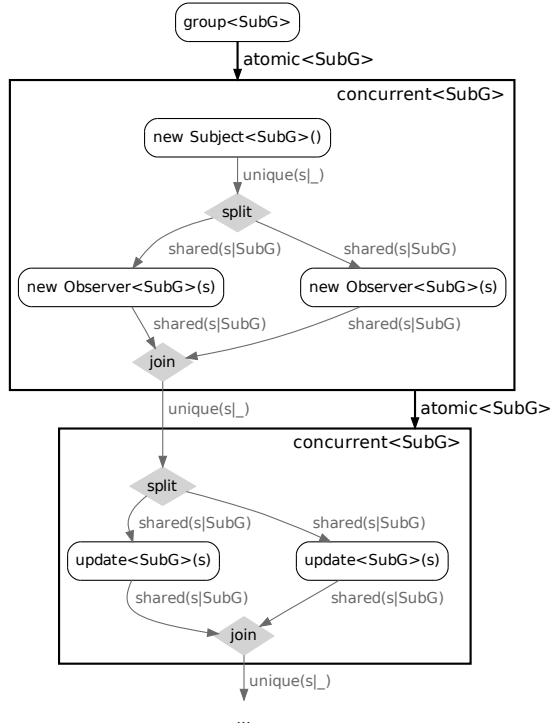 group<SubG>
atomic<SubG>
concurrent<SubG>
new Subject<SubG>()
unique(s|_)
split
shared(s|SubG) shared(s|SubG)
new Observer<SubG>(s) new Observer<SubG>(s)
shared(s|SubG) shared(s|SubG)
join
unique(s|_) atomic<SubG>
concurrent<SubG>
split
shared(s|SubG) shared(s|SubG)
update<SubG>(s) update<SubG>(s)
shared(s|SubG) shared(s|SubG)
join
unique(s|_)
...